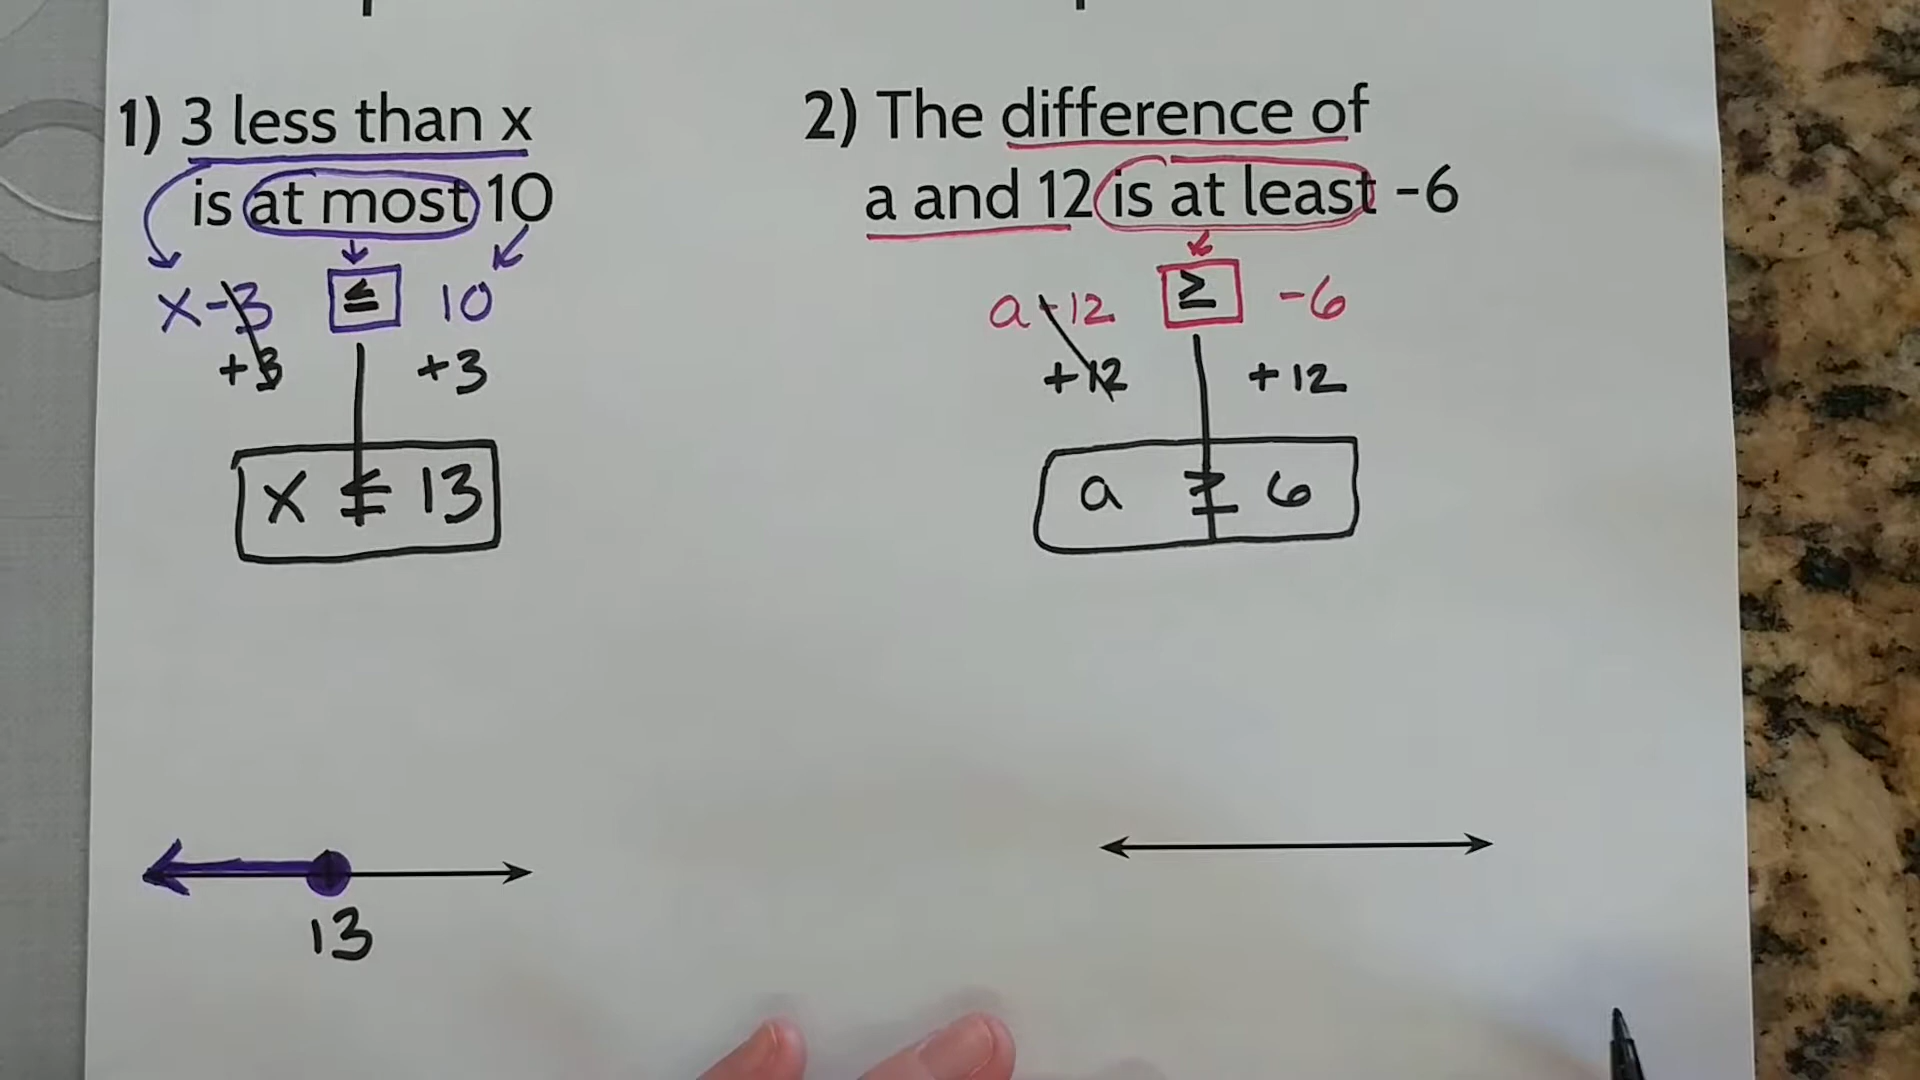 1) 3 less than x
is at most 10
x-3 ≤ 10
+3 +3
x ≤ 13
13
2) The difference of
a and 12 is at least -6
a-12 ≥ -6
+12 +12
a ≥ 6